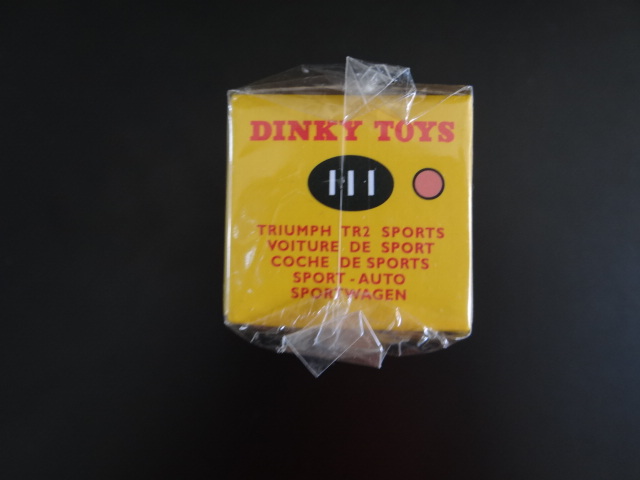 DINKY TOYS
111
TRIUMPH TR2 SPORTS
VOITURE DE SPORT
COCHE DE SPORTS
SPORT-AUTO
SPORTWAGEN